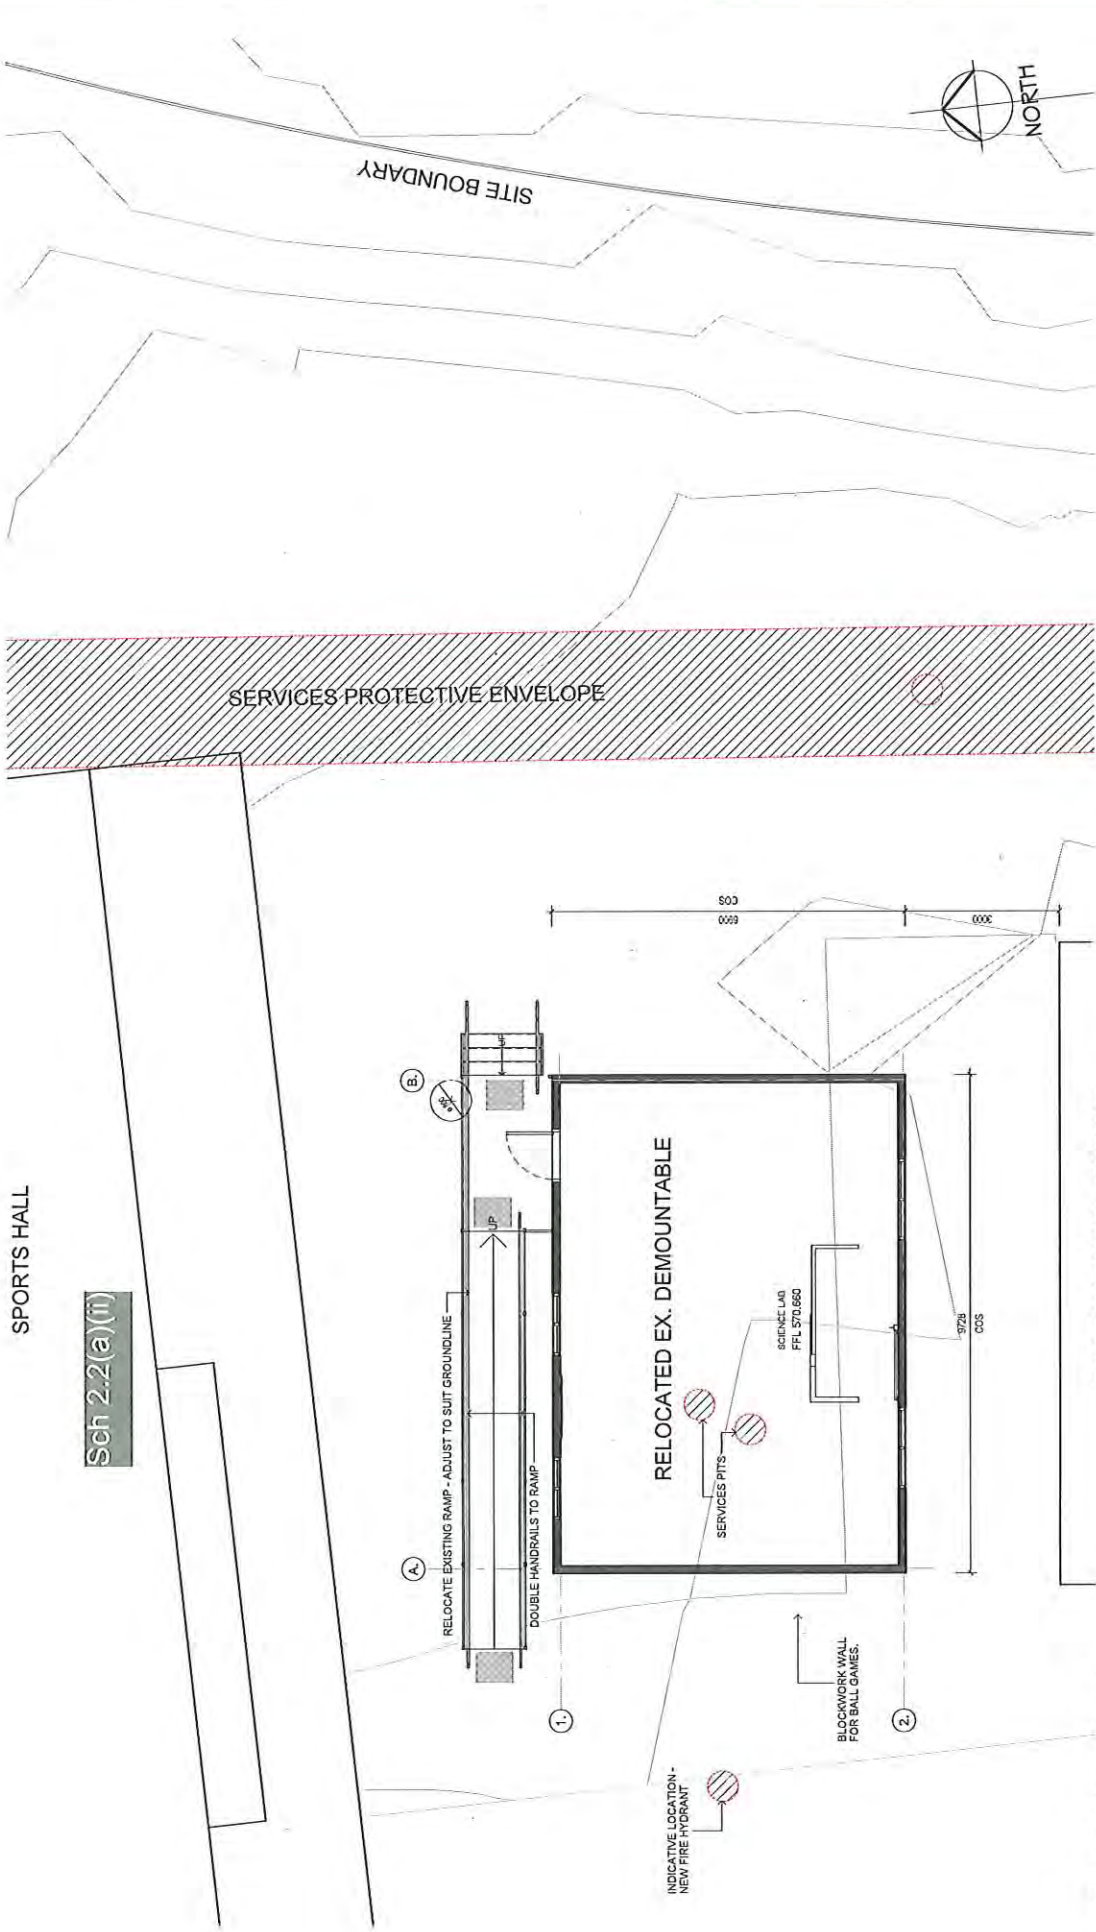 SPORTS HALL
Sch 2.2(a)(ii)
SITE BOUNDARY
NORTH
SERVICES PROTECTIVE ENVELOPE
RELOCATE EXISTING RAMP - ADJUST TO SUIT GROUNDLINE
DOUBLE HANDRAILS TO RAMP
A.
B.
UP
UP
RELOCATED EX. DEMOUNTABLE
SCIENCE LAB
FFL 570.660
SERVICES PITS
1.
2.
BLOCKWORK WALL
FOR BALL GAMES.
INDICATIVE LOCATION -
NEW FIRE HYDRANT
9728
COS
6900
COS
3000